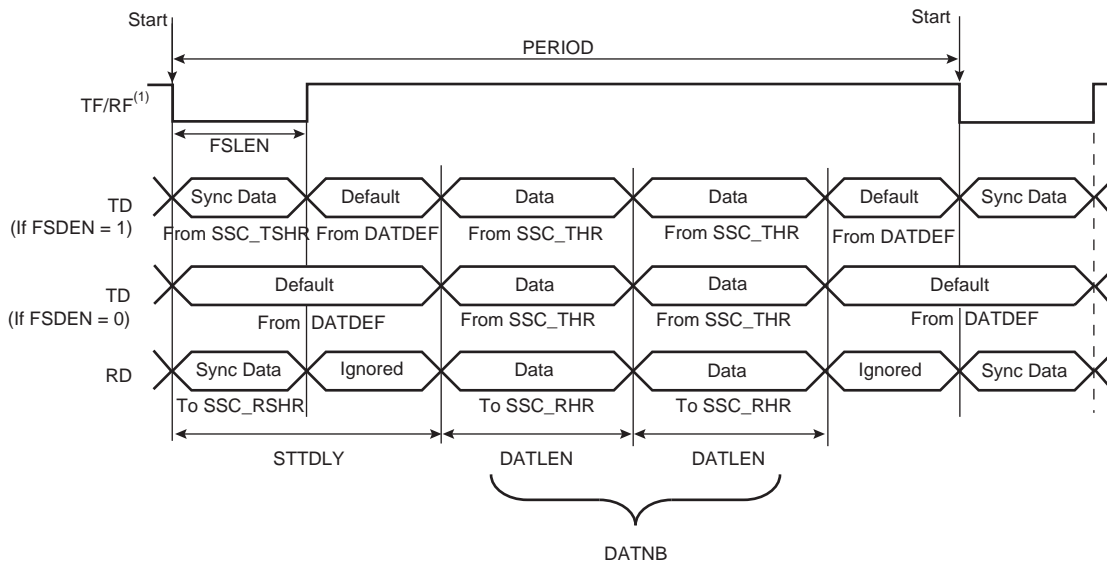 Start
Start
PERIOD
TF/RF(1)
FSLEN
TD
(If FSDEN = 1)
Sync Data
Default
Data
Data
Default
Sync Data
From SSC_TSHR
From DATDEF
From SSC_THR
From SSC_THR
From DATDEF
TD
(If FSDEN = 0)
Default
Data
Data
Default
From DATDEF
From SSC_THR
From SSC_THR
From DATDEF
RD
Sync Data
Ignored
Data
Data
Ignored
Sync Data
To SSC_RSHR
To SSC_RHR
To SSC_RHR
STTDLY
DATLEN
DATLEN
DATNB